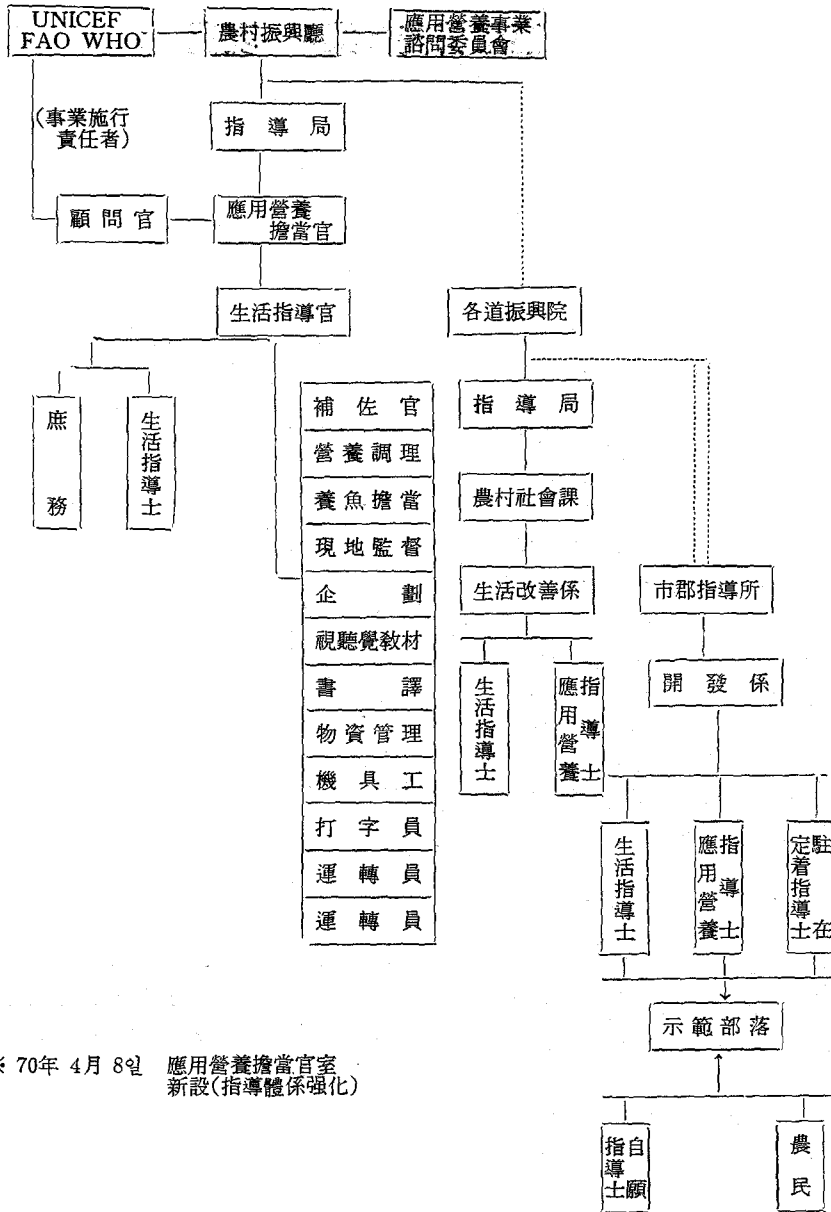 UNICEF
FAO WHO
農村振興廳
應用營養事業
諮問委員會
(事業施行
責任者)
指導局
顧問官
應用營養
擔當官
生活指導官
各道振興院
庶務
生活指導士
補佐官
營養調理
養魚擔當
現地監督
企劃
視聽覺敎材
書譯
物資管理
機具工
打字員
運轉員
運轉員
指導局
農村社會課
生活改善係
市郡指導所
生活指導士
應用營養
指導士
開發係
生活指導士
應用營養
指導士
駐在
定着指導士
示範部落
※ 70年 4月 8일 應用營養擔當官室
新設(指導體係强化)
自願
指導士
農民